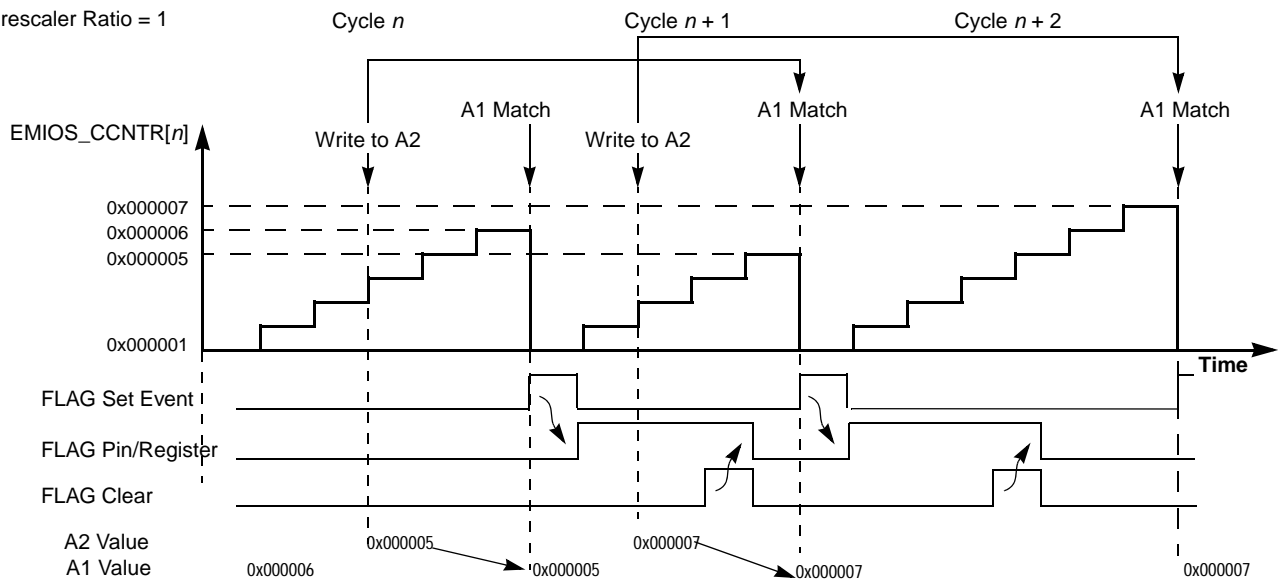 rescaler Ratio = 1
Cycle n
Cycle n + 1
Cycle n + 2
A1 Match
A1 Match
A1 Match
EMIOS_CCNTR[n]
Write to A2
Write to A2
0x000007
0x000006
0x000005
0x000001
Time
FLAG Set Event
FLAG Pin/Register
FLAG Clear
A2 Value
0x000005
0x000007
A1 Value
0x000006
0x000005
0x000007
0x000007